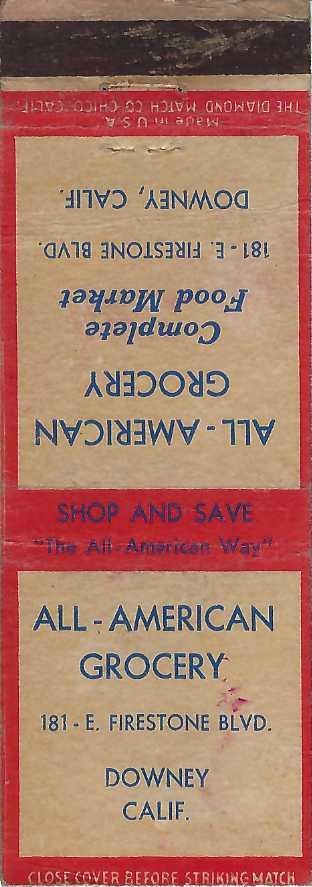 THE DIAMOND MATCH CO. CHICO, CALIF.
Made in U.S.A.
ALL-AMERICAN
GROCERY
Complete
Food Market
181-E. FIRESTONE BLVD.
DOWNEY, CALIF.
SHOP AND SAVE
"The All-American Way"
ALL-AMERICAN
GROCERY
181-E. FIRESTONE BLVD.
DOWNEY
CALIF.
CLOSE COVER BEFORE STRIKING MATCH